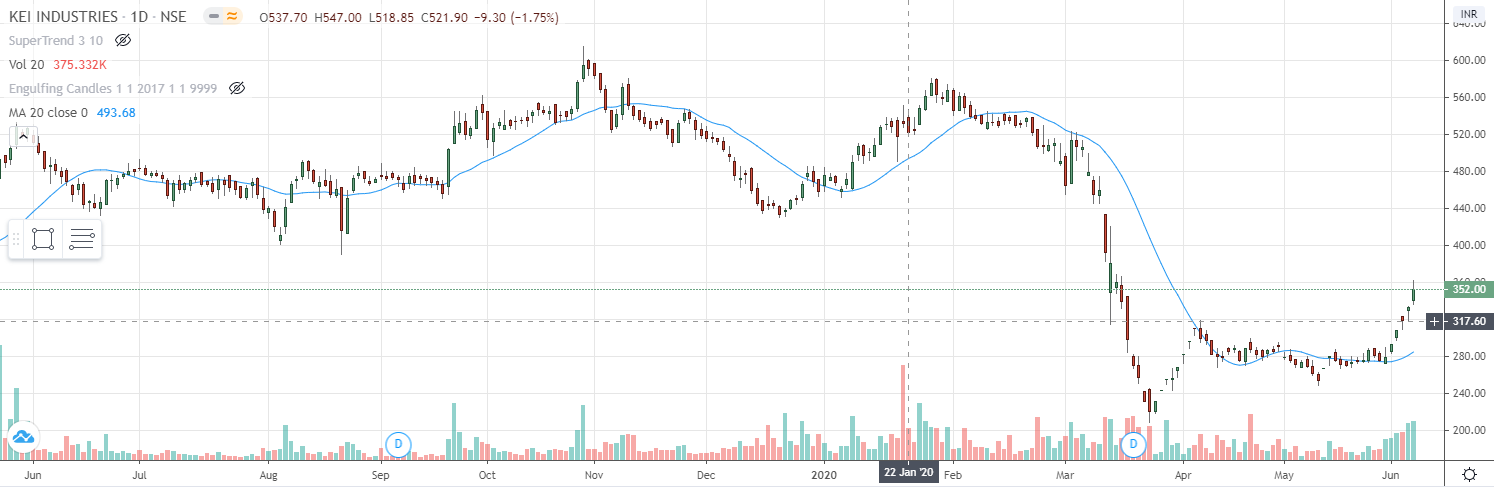 KEI INDUSTRIES · 1D · NSE O537.70 H547.00 L518.85 C521.90 −9.30 (−1.75%)
SuperTrend 3 10
Vol 20 375.332K
Engulfing Candles 1 1 2017 1 1 9999
MA 20 close 0 493.68
INR
640.00
600.00
560.00
520.00
480.00
440.00
400.00
360.00
352.00
317.60
280.00
240.00
200.00
D D
Jun Jul Aug Sep Oct Nov Dec 2020 22 Jan '20 Feb Mar Apr May Jun